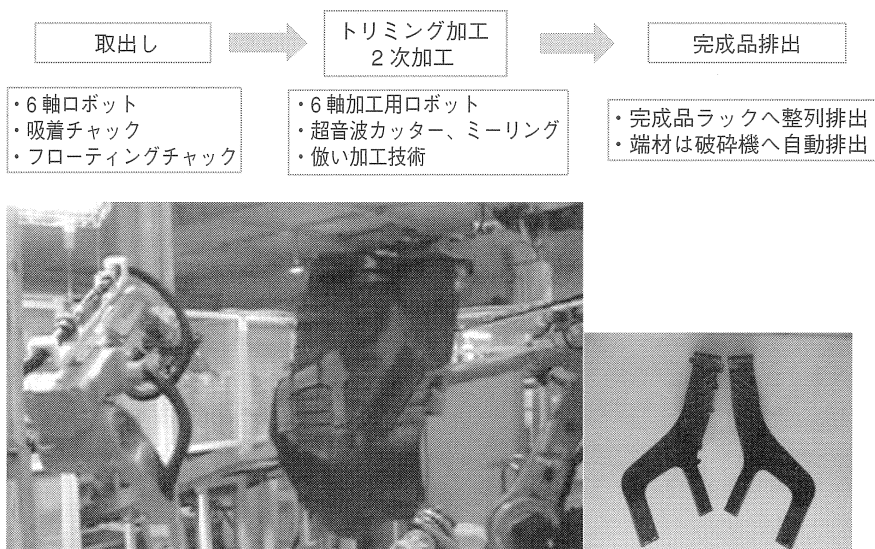 取出し
トリミング加工
2次加工
完成品排出
・6軸ロボット
・吸着チャック
・フローティングチャック
・6軸加工用ロボット
・超音波カッター、ミーリング
・倣い加工技術
・完成品ラックへ整列排出
・端材は破砕機へ自動排出